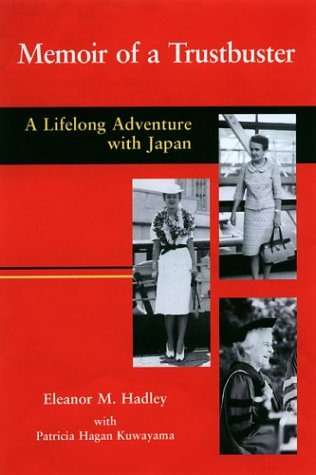 Memoir of a Trustbuster
A Lifelong Adventure
with Japan
Eleanor M. Hadley
with
Patricia Hagan Kuwayama